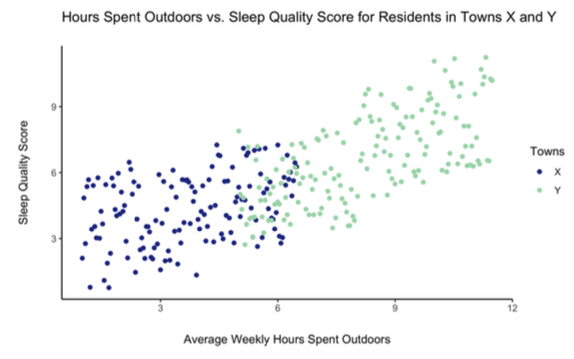 Hours Spent Outdoors vs. Sleep Quality Score for Residents in Towns X and Y
Sleep Quality Score
9
6
3
3
6
9
12
Average Weekly Hours Spent Outdoors
Towns
X
Y